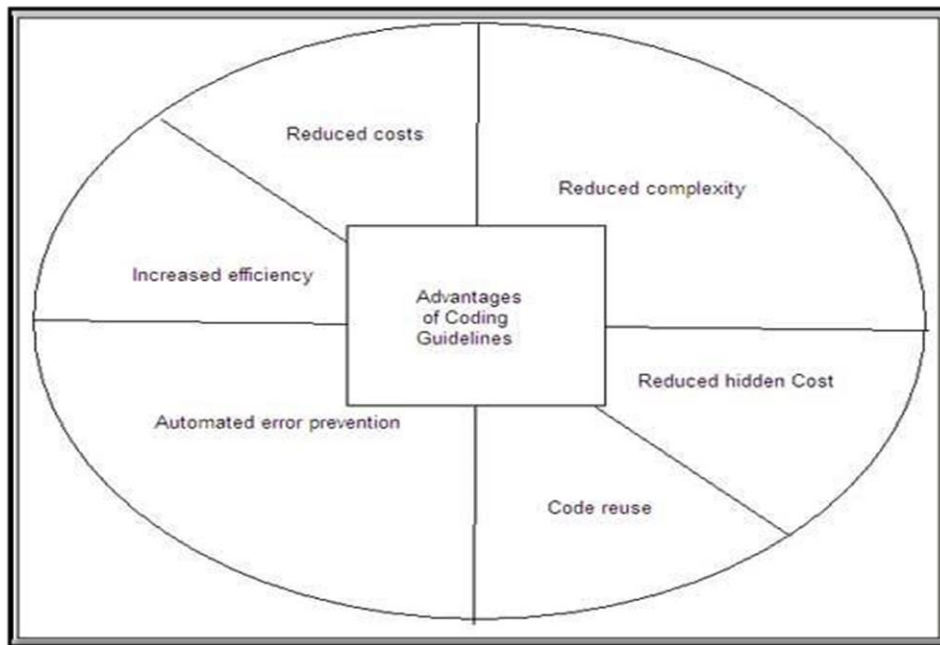 Reduced costs
Reduced complexity
Increased efficiency
Advantages
of Coding
Guidelines
Reduced hidden Cost
Automated error prevention
Code reuse